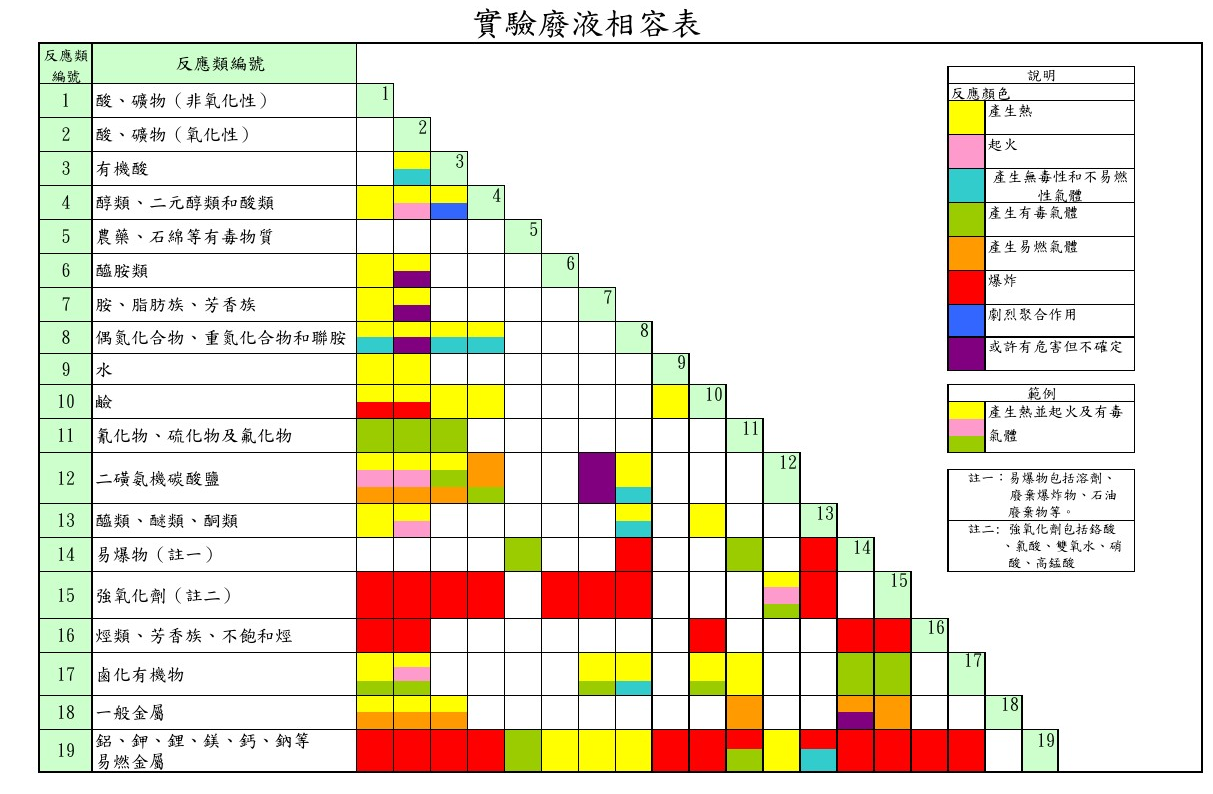 實驗廢液相容表
反應類
編號
反應類編號
1 酸、礦物（非氧化性） 1
2 酸、礦物（氧化性） 2
3 有機酸 3
4 醇類、二元醇類和酸類 4
5 農藥、石綿等有毒物質 5
6 醯胺類 6
7 胺、脂肪族、芳香族 7
8 偶氮化合物、重氮化合物和聯胺 8
9 水 9
10 鹼 10
11 氰化物、硫化物及氟化物 11
12 二磺氨機碳酸鹽 12
13 醯類、醚類、酮類 13
14 易爆物（註一） 14
15 強氧化劑（註二） 15
16 烴類、芳香族、不飽和烴 16
17 鹵化有機物 17
18 一般金屬 18
19 鋁、鉀、鋰、鎂、鈣、鈉等
易燃金屬
19
說明
反應顏色
產生熱
起火
產生無毒性和不易燃
性氣體
產生有毒氣體
產生易燃氣體
爆炸
劇烈聚合作用
或許有危害但不確定
範例
產生熱並起火及有毒
氣體
註一：易爆物包括溶劑、
廢棄爆炸物、石油
廢棄物等。
註二：強氧化劑包括鉻酸
、氯酸、雙氧水、硝
酸、高錳酸